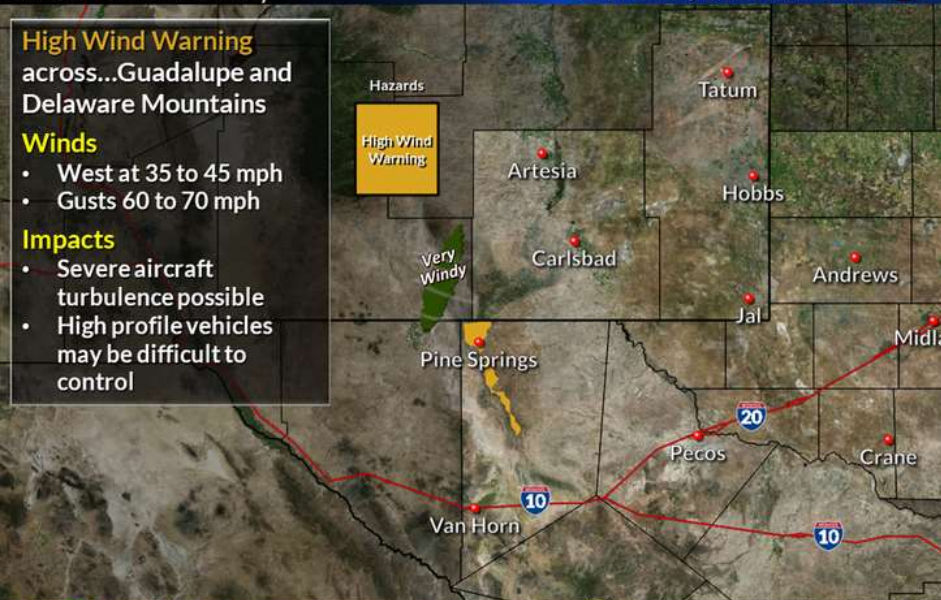 High Wind Warning
across...Guadalupe and
Delaware Mountains
Winds
• West at 35 to 45 mph
• Gusts 60 to 70 mph
Impacts
• Severe aircraft
turbulence possible
• High profile vehicles
may be difficult to
control
Hazards
High Wind
Warning
Tatum
Artesia
Hobbs
Very
Windy
Carlsbad
Andrews
Jal
Midla
Pine Springs
20
Pecos
Crane
10
Van Horn
10